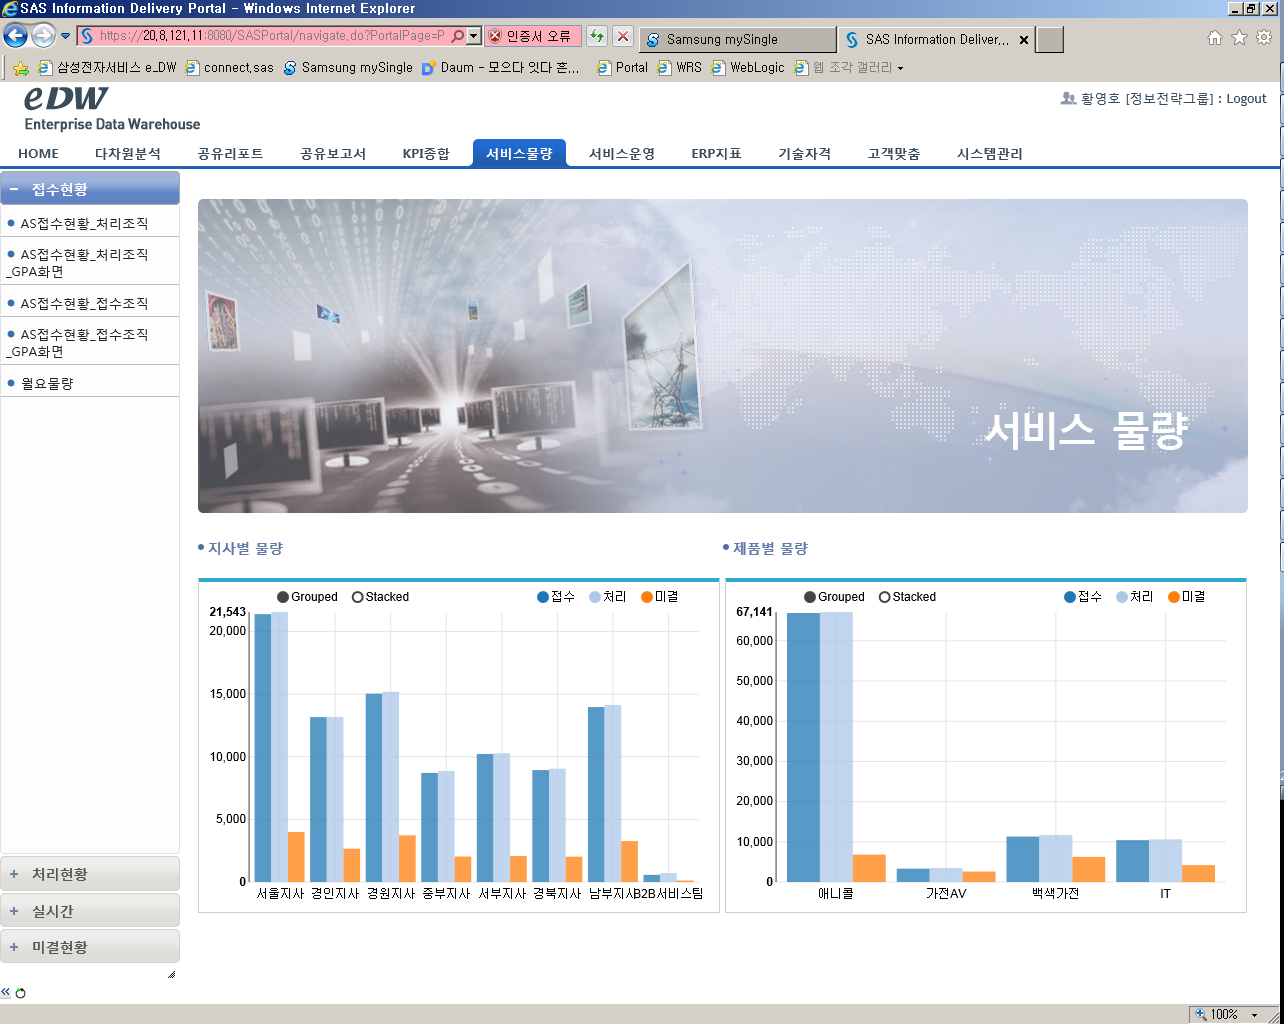 SAS Information Delivery Portal - Windows Internet Explorer
https://20.8.121.11:8080/SASPortal/navigate.do?PortalPage=P
인증서 오류
Samsung mySingle
SAS Information Deliver...
삼성전자서비스 e_DW
connect.sas
Samsung mySingle
Daum - 모으다 잇다 흔...
Portal
WRS
WebLogic
웹 조각 갤러리
eDW
Enterprise Data Warehouse
황영호 [정보전략그룹] : Logout
HOME 다차원분석 공유리포트 공유보고서 KPI종합 서비스물량 서비스운영 ERP지표 기술자격 고객맞춤 시스템관리
접수현황
AS접수현황_처리조직
AS접수현황_처리조직
_GPA화면
AS접수현황_접수조직
AS접수현황_접수조직
_GPA화면
월요물량
처리현황
실시간
미결현황
서비스 물량
지사별 물량
Grouped Stacked 접수 처리 미결
21,543
20,000
15,000
10,000
5,000
0
서울지사 경인지사 경원지사 중부지사 서부지사 경북지사 남부지사 B2B서비스팀
제품별 물량
Grouped Stacked 접수 처리 미결
67,141
60,000
50,000
40,000
30,000
20,000
10,000
0
애니콜 가전AV 백색가전 IT
100%